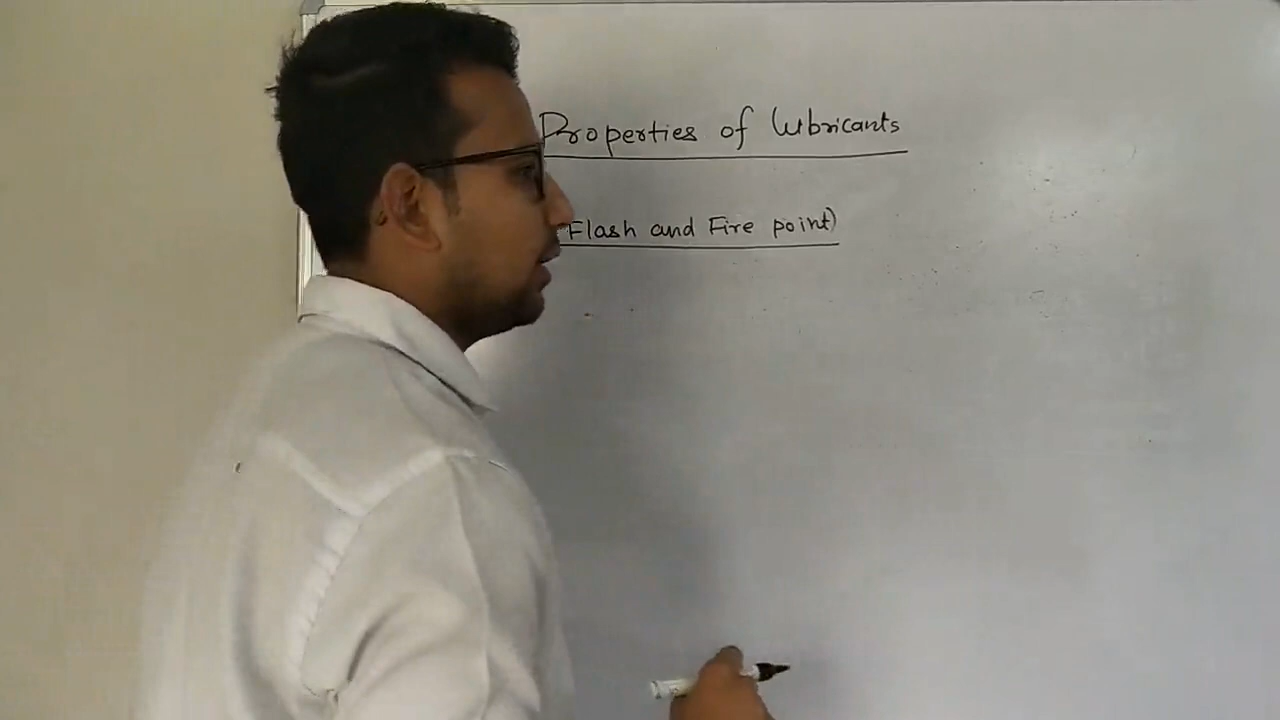 Properties of lubricants
Flash and Fire point)